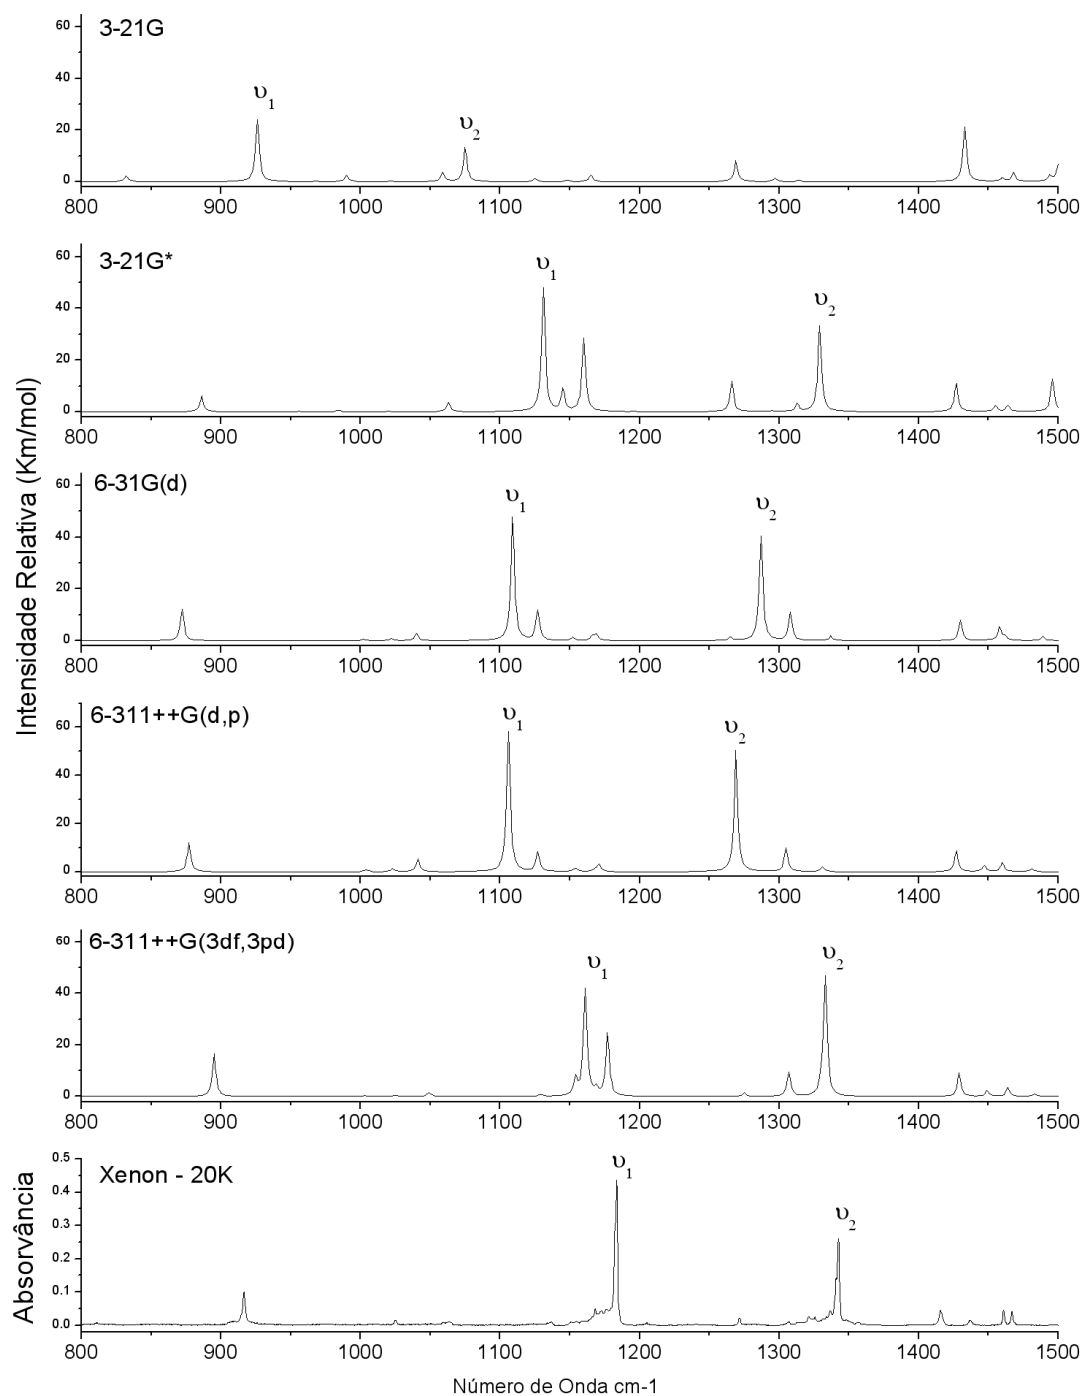 3-21G
60
40
20
0
υ1
υ2
800 900 1000 1100 1200 1300 1400 1500
3-21G*
60
40
20
0
υ1
υ2
800 900 1000 1100 1200 1300 1400 1500
Intensidade Relativa (Km/mol)
6-31G(d)
60
40
20
0
υ1
υ2
800 900 1000 1100 1200 1300 1400 1500
6-311++G(d,p)
60
40
20
0
υ1
υ2
800 900 1000 1100 1200 1300 1400 1500
6-311++G(3df,3pd)
60
40
20
0
υ1
υ2
800 900 1000 1100 1200 1300 1400 1500
Absorvância
Xenon - 20K
0.5
0.4
0.3
0.2
0.1
0.0
υ1
υ2
800 900 1000 1100 1200 1300 1400 1500
Número de Onda cm-1